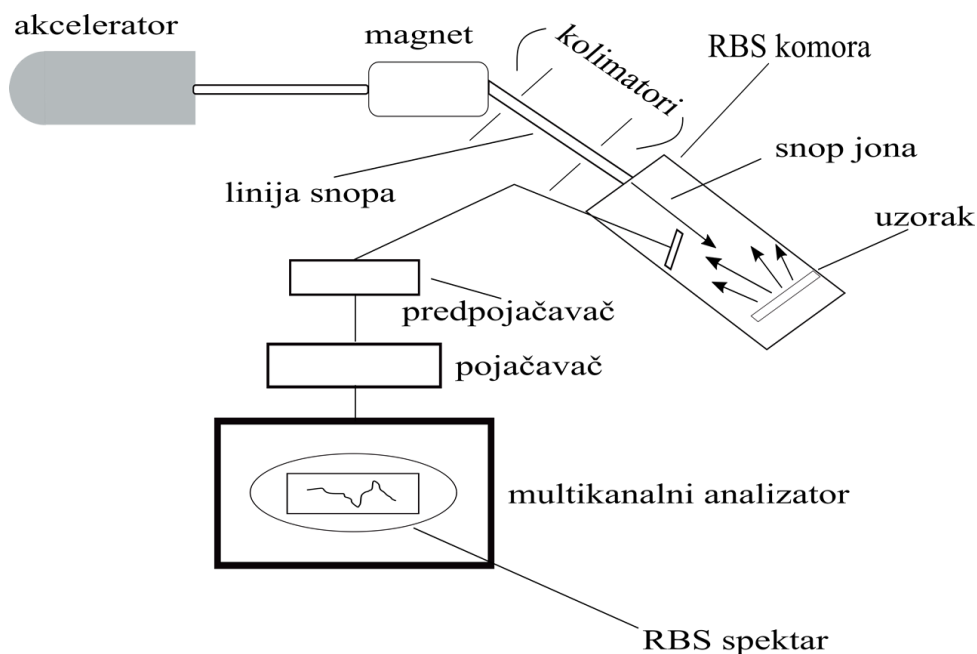 akcelerator
magnet
kolimatori
RBS komora
snop jona
linija snopa
uzorak
predpojačavač
pojačavač
multikanalni analizator
RBS spektar